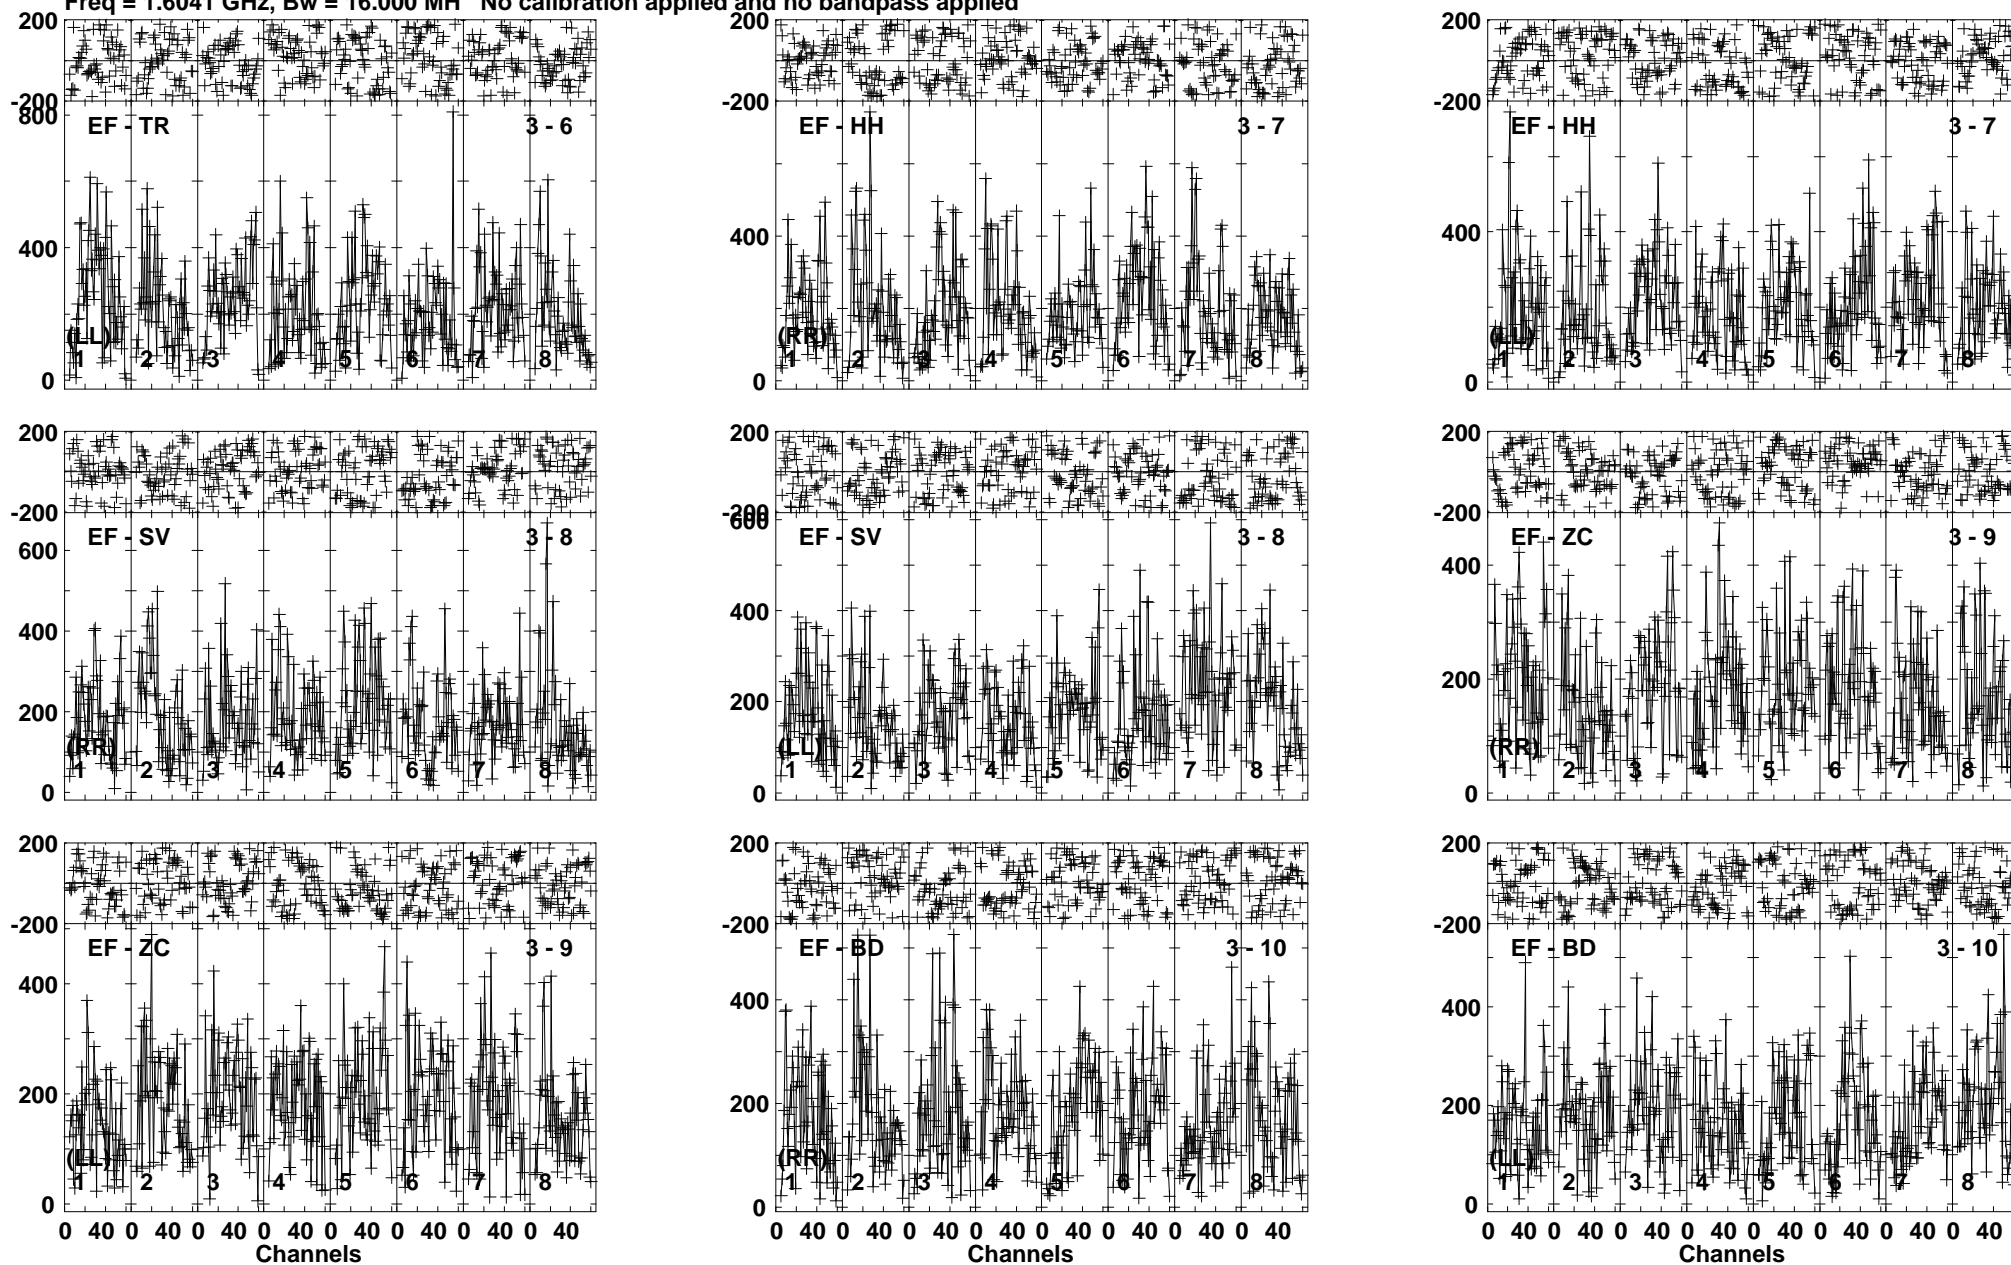 Freq = 1.6041 GHz, Bw = 16.000 MH   No calibration applied and no bandpass applied
200 200 200
-200 -200 -200
800
EF - TR 3 - 6 EF - HH 3 - 7 EF - HH 3 - 7
400 400 400
(LL) (RR) (LL)
1 2 3 4 5 6 7 8 1 2 3 4 5 6 7 8 1 2 3 4 5 6 7 8
0 0 0
200 200 200
-200 -200 -200
600
EF - SV 3 - 8 EF - SV 3 - 8 EF - ZC 3 - 9
600 400 400
400
200 200 200
(RR) (LL) (RR)
1 2 3 4 5 6 7 8 1 2 3 4 5 6 7 8 1 2 3 4 5 6 7 8
0 0 0
200 200 200
-200 -200 -200
EF - ZC 3 - 9 EF - BD 3 - 10 EF - BD 3 - 10
400 400 400
200 200 200
(LL) (RR) (LL)
1 2 3 4 5 6 7 8 1 2 3 4 5 6 7 8 1 2 3 4 5 6 7 8
0 0 0
0 40 0 40 0 40 0 40 0 40 0 40 0 40 0 40 0 40 0 40 0 40 0 40 0 40 0 40 0 40 0 40 0 40 0 40 0 40 0 40 0 40 0 40 0 40 0 40
Channels Channels Channels